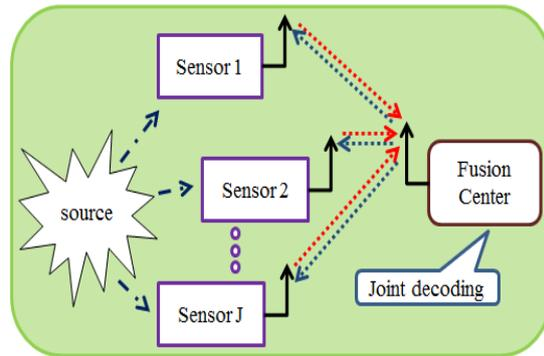 Sensor 1
source
Sensor 2
Sensor J
Fusion
Center
Joint decoding